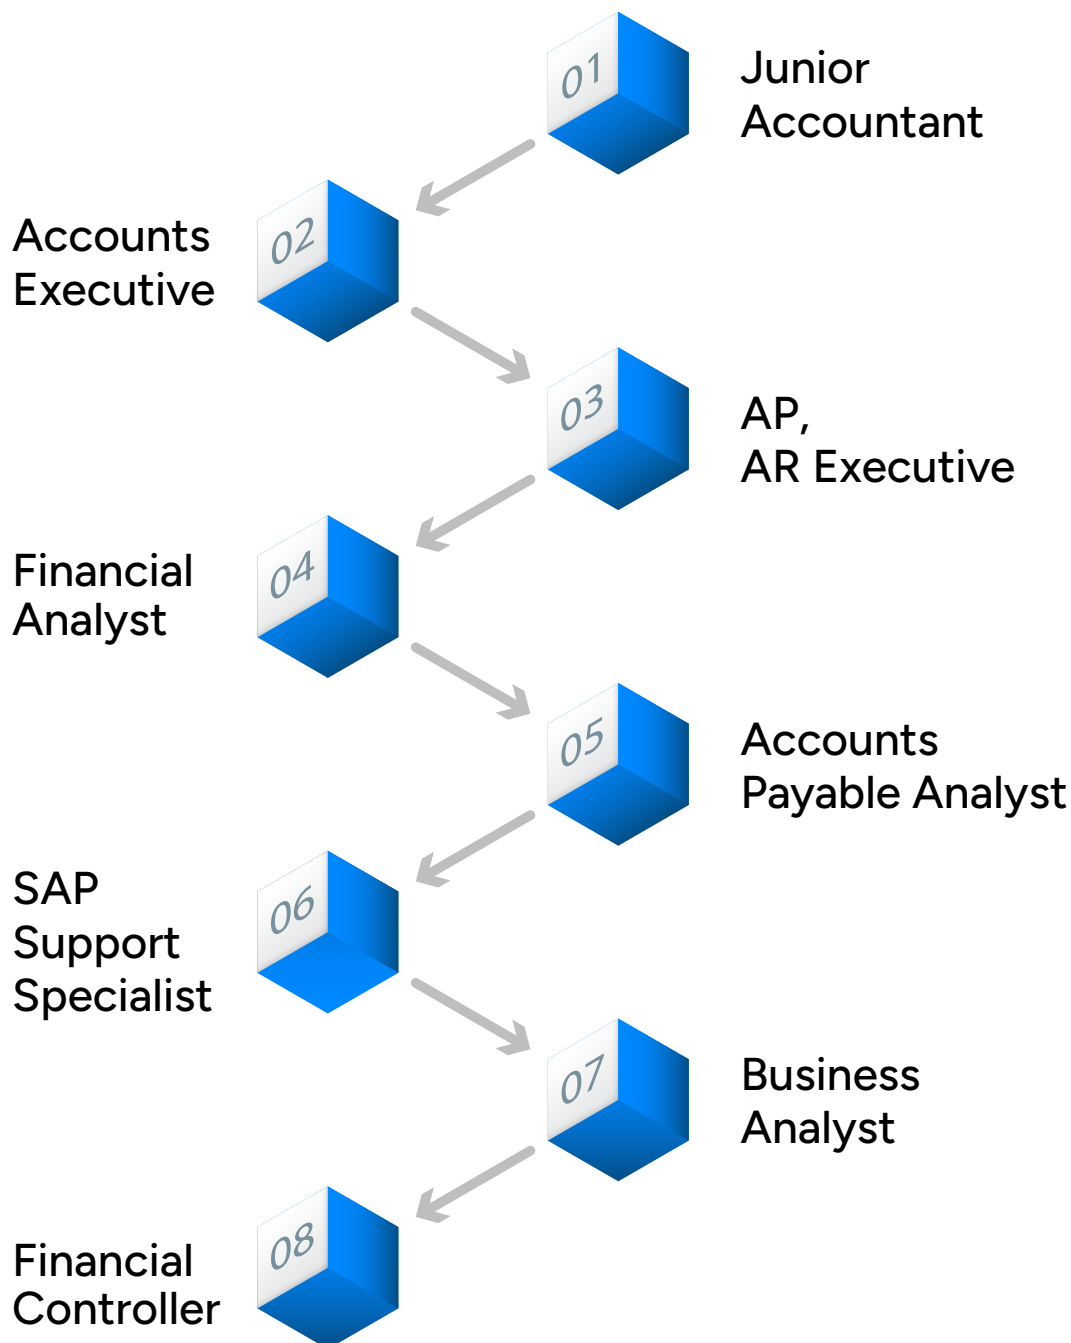 01
Junior
Accountant
02
Accounts
Executive
03
AP,
AR Executive
04
Financial
Analyst
05
Accounts
Payable Analyst
06
SAP
Support
Specialist
07
Business
Analyst
08
Financial
Controller